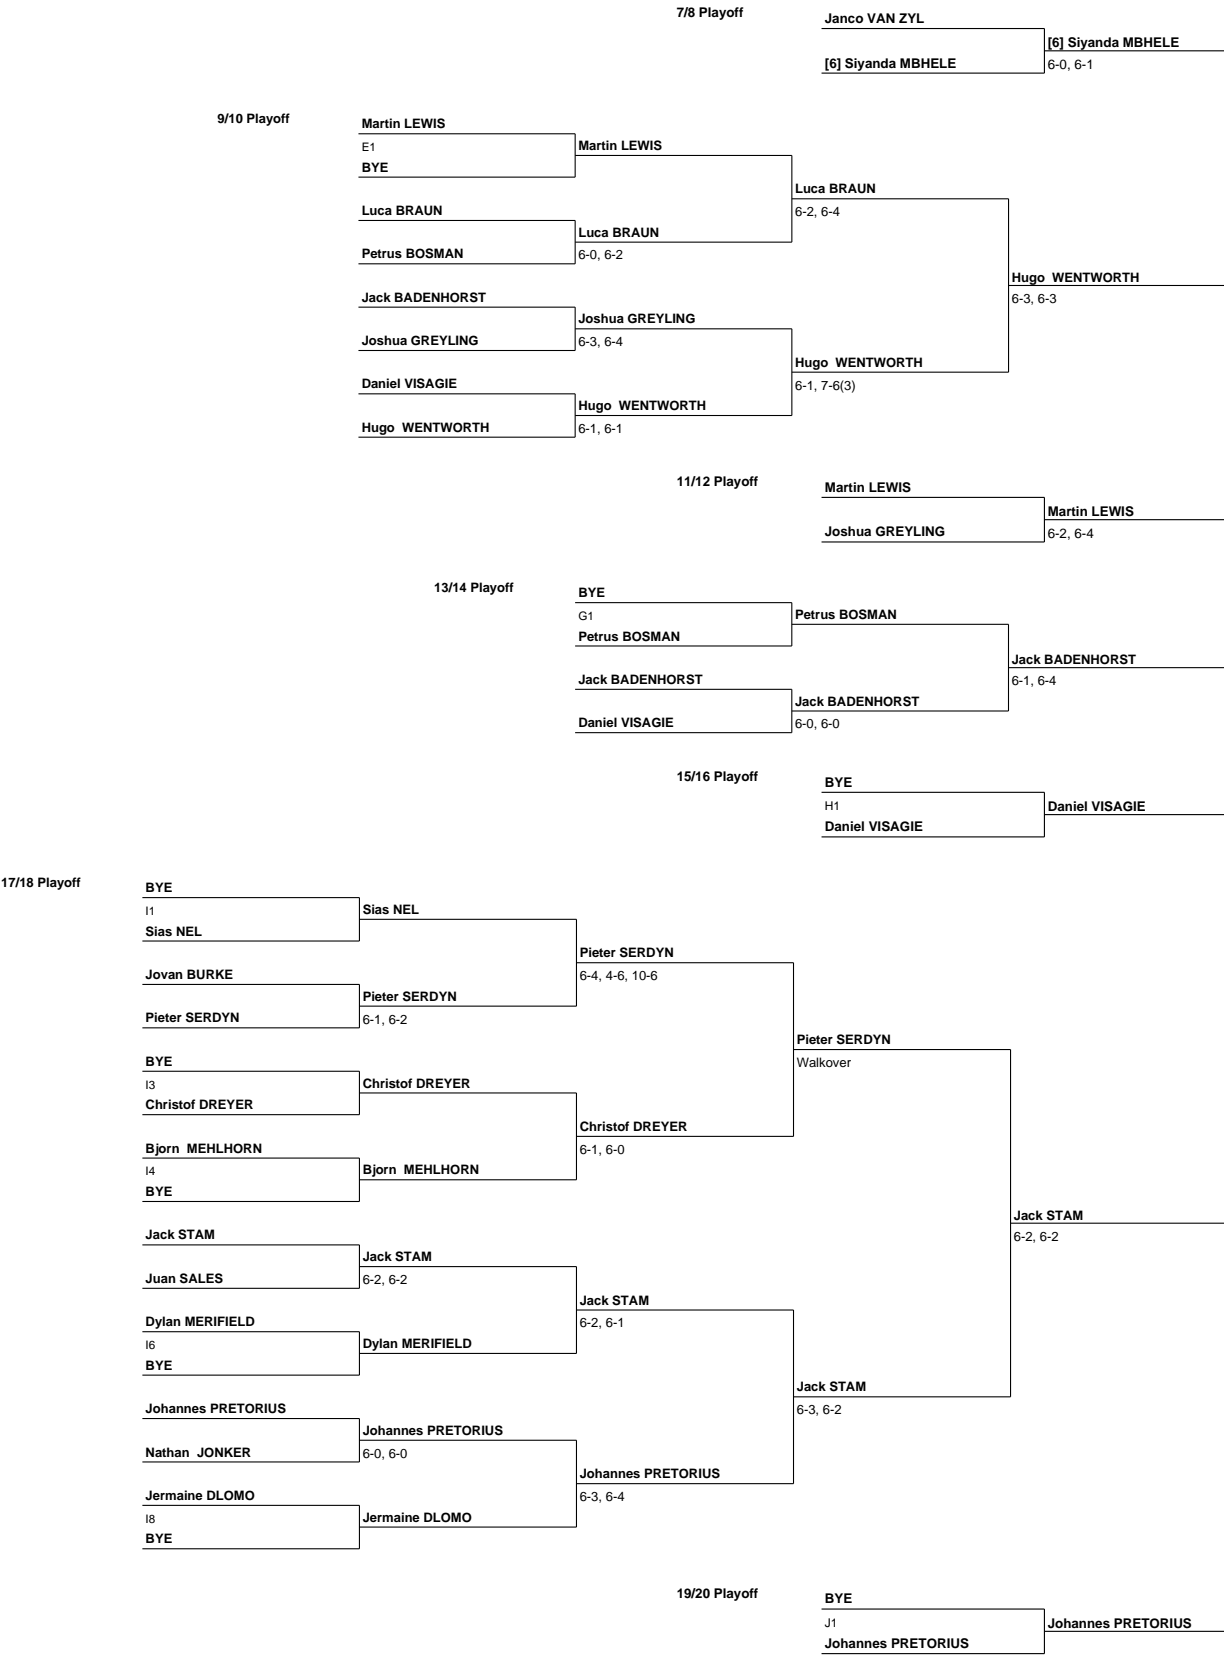 7/8 Playoff
Janco VAN ZYL
[6] Siyanda MBHELE
[6] Siyanda MBHELE
6-0, 6-1
9/10 Playoff
Martin LEWIS
E1
Martin LEWIS
BYE
Luca BRAUN
6-2, 6-4
Luca BRAUN
Luca BRAUN
Petrus BOSMAN
6-0, 6-2
Hugo WENTWORTH
6-3, 6-3
Jack BADENHORST
Joshua GREYLING
Joshua GREYLING
6-3, 6-4
Hugo WENTWORTH
6-1, 7-6(3)
Daniel VISAGIE
Hugo WENTWORTH
Hugo WENTWORTH
6-1, 6-1
11/12 Playoff
Martin LEWIS
Martin LEWIS
Joshua GREYLING
6-2, 6-4
13/14 Playoff
BYE
G1
Petrus BOSMAN
Petrus BOSMAN
Jack BADENHORST
6-1, 6-4
Jack BADENHORST
Jack BADENHORST
Daniel VISAGIE
6-0, 6-0
15/16 Playoff
BYE
H1
Daniel VISAGIE
Daniel VISAGIE
17/18 Playoff
BYE
I1
Sias NEL
Sias NEL
Pieter SERDYN
6-4, 4-6, 10-6
Jovan BURKE
Pieter SERDYN
Pieter SERDYN
6-1, 6-2
Pieter SERDYN
Walkover
BYE
I3
Christof DREYER
Christof DREYER
Christof DREYER
6-1, 6-0
Bjorn MEHLHORN
I4
Bjorn MEHLHORN
BYE
Jack STAM
6-2, 6-2
Jack STAM
Jack STAM
Juan SALES
6-2, 6-2
Jack STAM
6-2, 6-1
Dylan MERIFIELD
I6
Dylan MERIFIELD
BYE
Jack STAM
6-3, 6-2
Johannes PRETORIUS
Johannes PRETORIUS
Nathan JONKER
6-0, 6-0
Johannes PRETORIUS
6-3, 6-4
Jermaine DLOMO
I8
Jermaine DLOMO
BYE
19/20 Playoff
BYE
J1
Johannes PRETORIUS
Johannes PRETORIUS